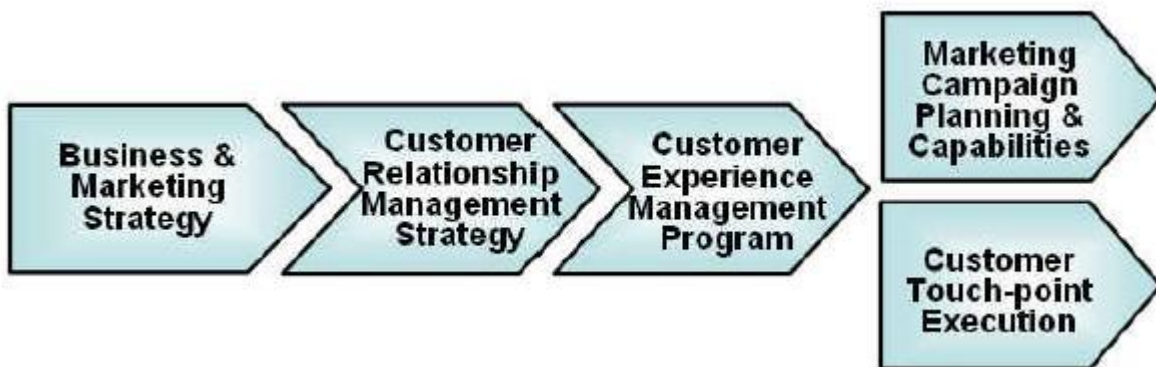 Business &
Marketing
Strategy
Customer
Relationship
Management
Strategy
Customer
Experience
Management
Program
Marketing
Campaign
Planning &
Capabilities
Customer
Touch-point
Execution